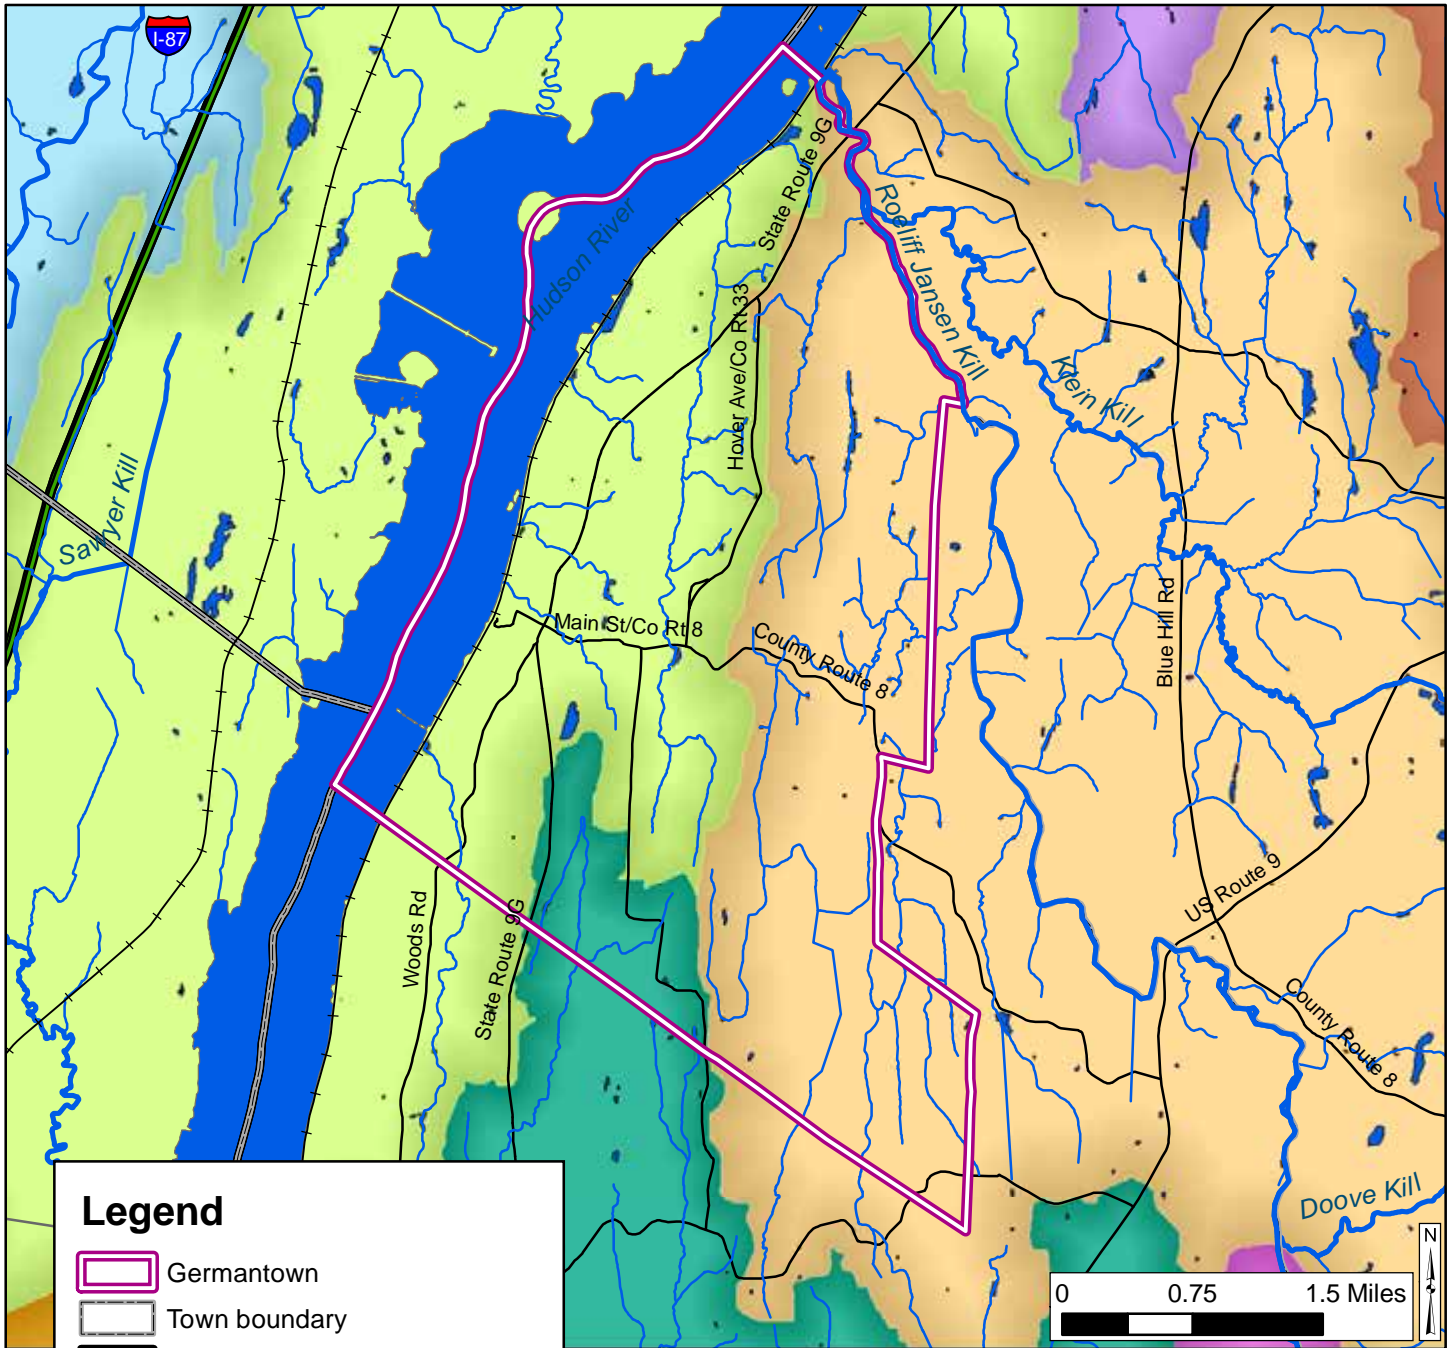 I-87
State Route 9G
Roeliff Jansen Kill
Hudson River
Hover Ave/Co Rt 33
Klein Kill
Sawyer Kill
Main St/Co Rt 8
County Route 8
Blue Hill Rd
US Route 9
Woods Rd
State Route 9G
County Route 8
Doove Kill
Legend
Germantown
Town boundary
N
0 0.75 1.5 Miles